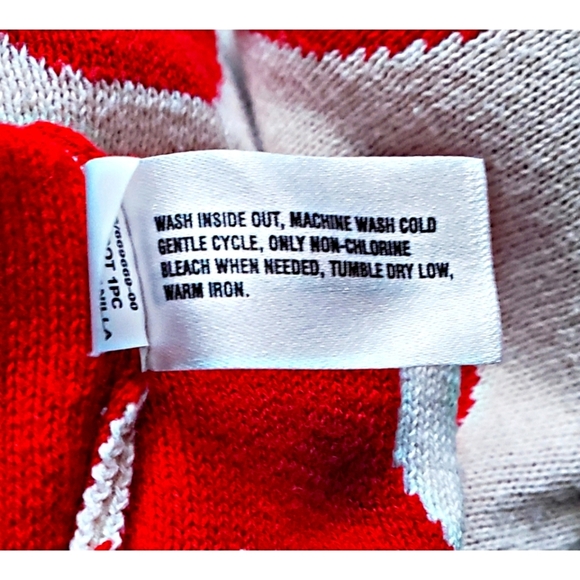 WASH INSIDE OUT, MACHINE WASH COLD
GENTLE CYCLE, ONLY NON-CHLORINE
BLEACH WHEN NEEDED, TUMBLE DRY LOW,
WARM IRON.
1PC